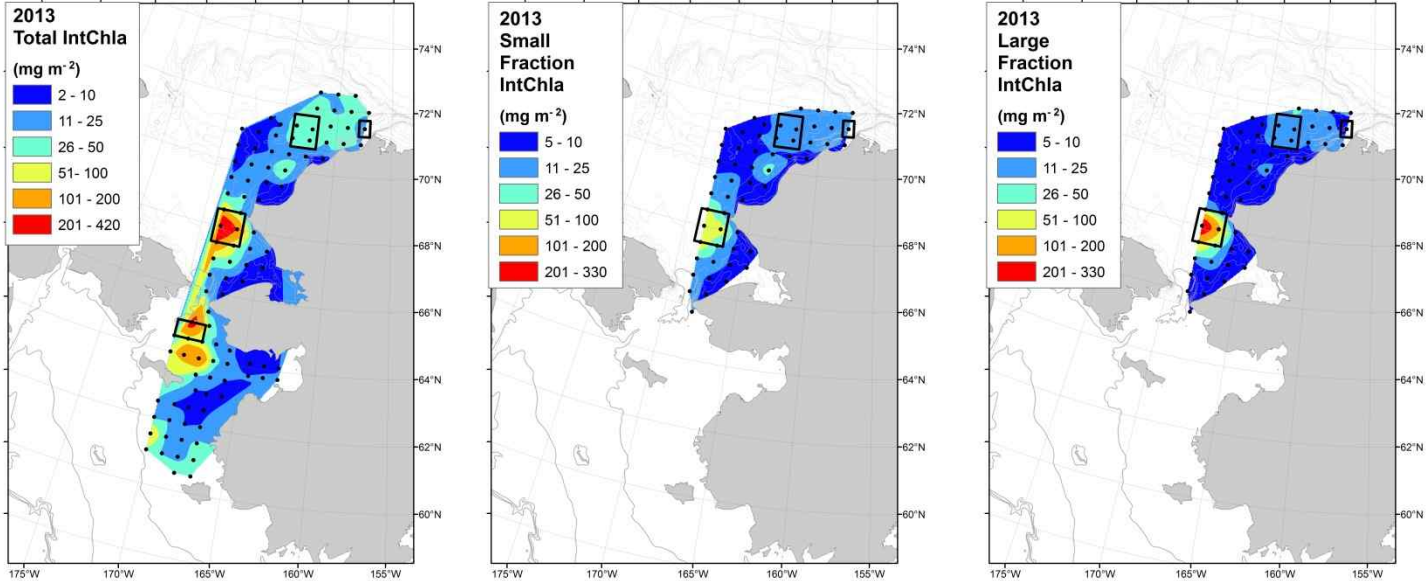 2013
Total IntChla
(mg m⁻²)
2 - 10
11 - 25
26 - 50
51- 100
101 - 200
201 - 420
74°N
72°N
70°N
68°N
66°N
64°N
62°N
60°N
175°W
170°W
165°W
160°W
155°W
2013
Small
Fraction
IntChla
(mg m⁻²)
5 - 10
11 - 25
26 - 50
51 - 100
101 - 200
201 - 330
74°N
72°N
70°N
68°N
66°N
64°N
62°N
60°N
175°W
170°W
165°W
160°W
155°W
2013
Large
Fraction
IntChla
(mg m⁻²)
5 - 10
11 - 25
26 - 50
51 - 100
101 - 200
201 - 330
74°N
72°N
70°N
68°N
66°N
64°N
62°N
60°N
175°W
170°W
165°W
160°W
155°W